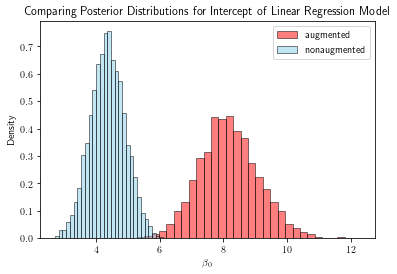 Comparing Posterior Distributions for Intercept of Linear Regression Model
augmented
nonaugmented
0.7
0.6
0.5
0.4
0.3
0.2
0.1
0.0
Density
4 6 8 10 12
β₀